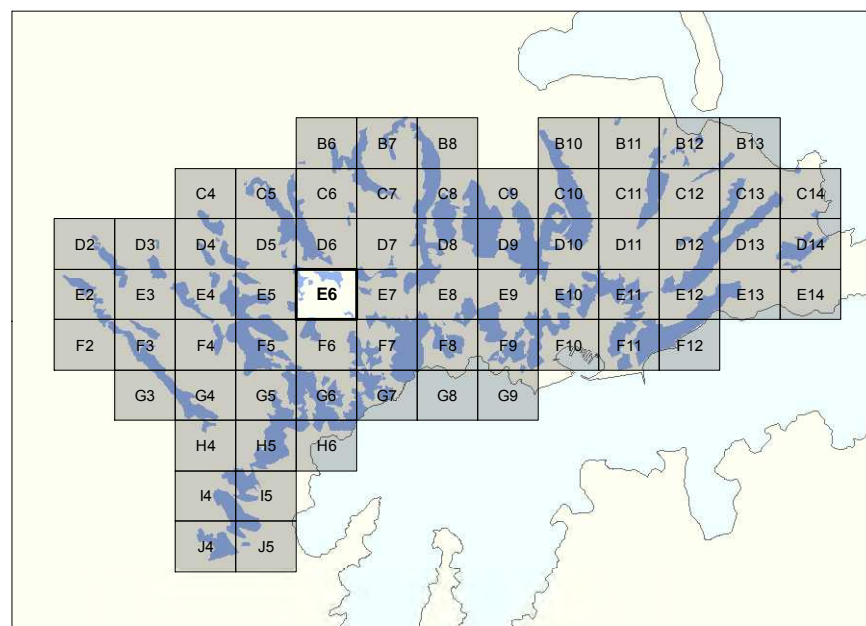 B6 B7 B8 B10 B11 B12 B13
C4 C5 C6 C7 C8 C9 C10 C11 C12 C13 C14
D2 D3 D4 D5 D6 D7 D8 D9 D10 D11 D12 D13 D14
E2 E3 E4 E5 E6 E7 E8 E9 E10 E11 E12 E13 E14
F2 F3 F4 F5 F6 F7 F8 F9 F10 F11 F12
G3 G4 G5 G6 G7 G8 G9
H4 H5 H6
I4 I5
J4 J5